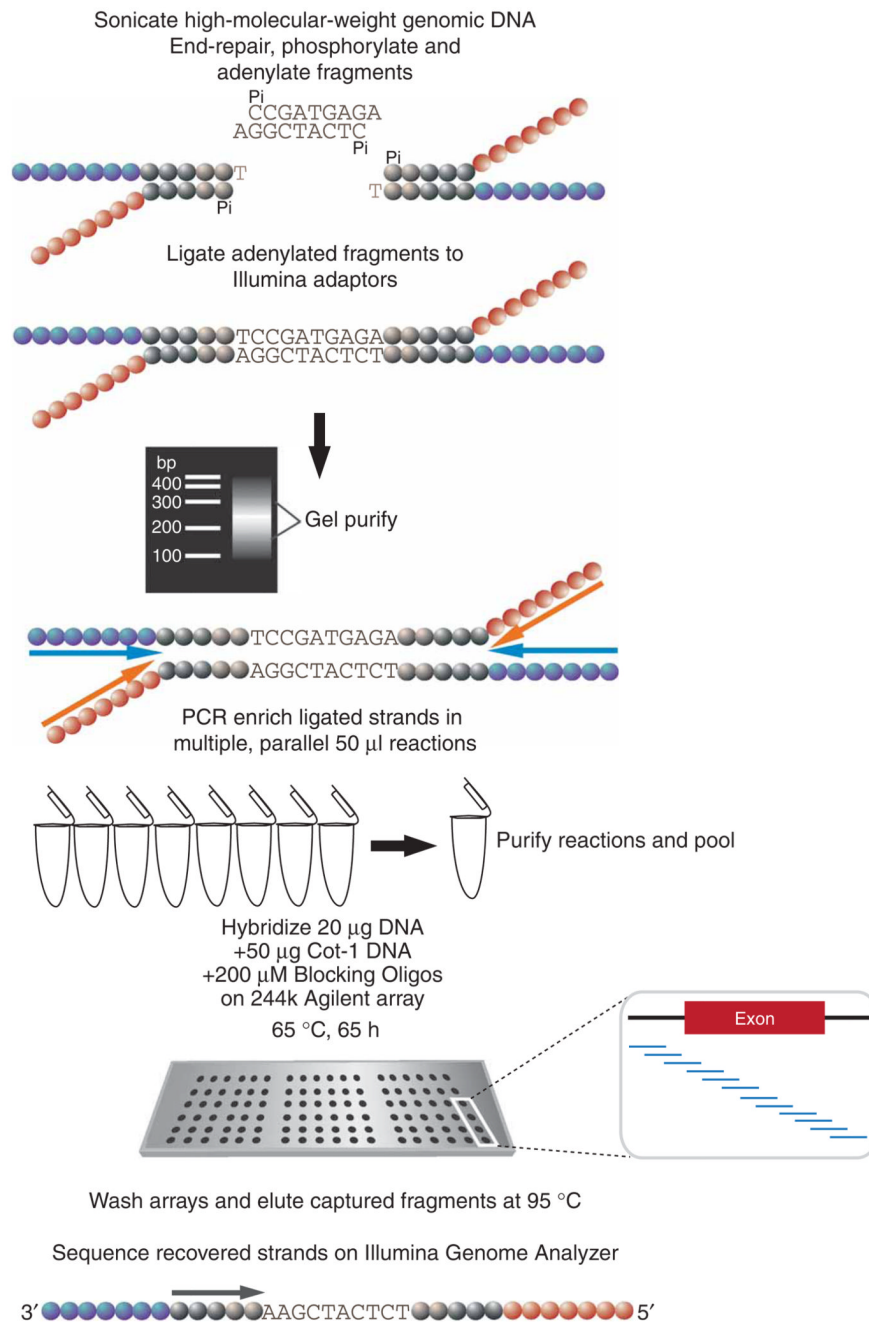 Sonicate high-molecular-weight genomic DNA
End-repair, phosphorylate and
adenylate fragments
Pi
CCGATGAGA
AGGCTACTC
Pi
Pi
T
T
Pi
Ligate adenylated fragments to
Illumina adaptors
TCCGATGAGA
AGGCTACTCT
bp
400
300
200
100
Gel purify
TCCGATGAGA
AGGCTACTCT
PCR enrich ligated strands in
multiple, parallel 50 μl reactions
Purify reactions and pool
Hybridize 20 μg DNA
+50 μg Cot-1 DNA
+200 μM Blocking Oligos
on 244k Agilent array
65 °C, 65 h
Exon
Wash arrays and elute captured fragments at 95 °C
Sequence recovered strands on Illumina Genome Analyzer
3′ AAGCTACTCT 5′